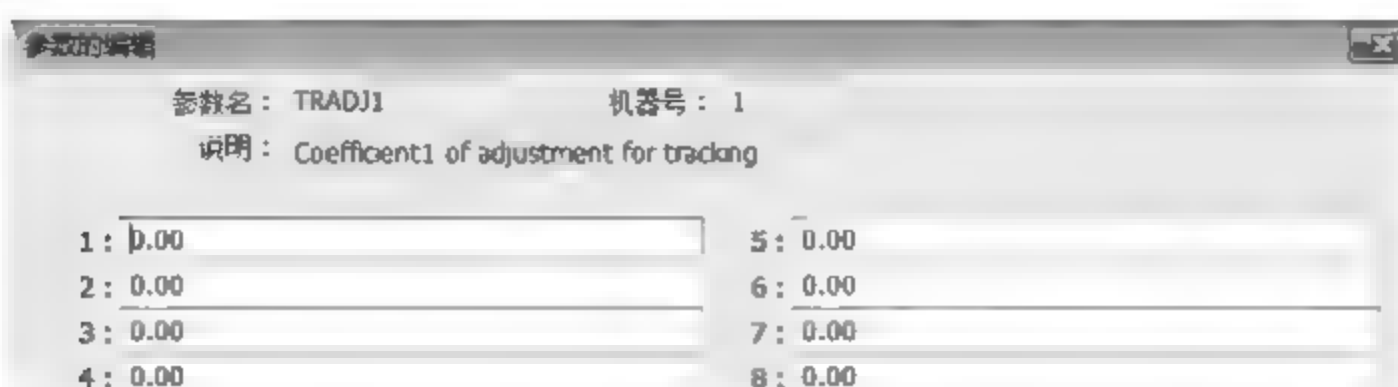 参数的编辑
参数名： TRADJ1 机器号： 1
说明： Coefficient1 of adjustment for tracking
1： 0.00 5： 0.00
2： 0.00 6： 0.00
3： 0.00 7： 0.00
4： 0.00 8： 0.00